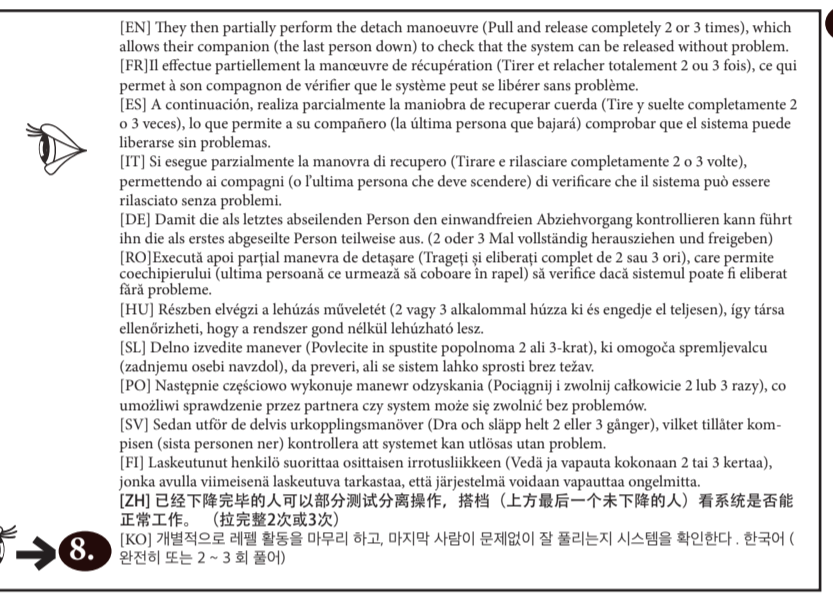 [EN] They then partially perform the detach manoeuvre (Pull and release completely 2 or 3 times), which
allows their companion (the last person down) to check that the system can be released without problem.
[FR]Il effectue partiellement la manœuvre de récupération (Tirer et relacher totalement 2 ou 3 fois), ce qui
permet à son compagnon de vérifier que le système peut se libérer sans problème.
[ES] A continuación, realiza parcialmente la maniobra de recuperar cuerda (Tire y suelte completamente 2
o 3 veces), lo que permite a su compañero (la última persona que bajará) comprobar que el sistema puede
liberarse sin problemas.
[IT] Si esegue parzialmente la manovra di recupero (Tirare e rilasciare completamente 2 o 3 volte),
permettendo ai compagni (o l'ultima persona che deve scendere) di verificare che il sistema può essere
rilasciato senza problemi.
[DE] Damit die als letztes abseilenden Person den einwandfreien Abziehvorgang kontrollieren kann führt
ihn die als erstes abgeseilte Person teilweise aus. (2 oder 3 Mal vollständig herausziehen und freigeben)
[RO]Execută apoi parțial manevra de detașare (Trageți și eliberați complet de 2 sau 3 ori), care permite
coechipierului (ultima persoană ce urmează să coboare în rapel) să verifice dacă sistemul poate fi eliberat
fără probleme.
[HU] Részben elvégzi a lehúzás műveletét (2 vagy 3 alkalommal húzza ki és engedje el teljesen), így társa
ellenőrizheti, hogy a rendszer gond nélkül lehúzható lesz.
[SL] Delno izvedite manever (Povlecite in spustite popolnoma 2 ali 3-krat), ki omogoča spremljevalcu
(zadnjemu osebi navzdol), da preveri, ali se sistem lahko sprosti brez težav.
[PO] Następnie częściowo wykonuje manewr odzyskania (Pociągnij i zwolnij całkowicie 2 lub 3 razy), co
umożliwi sprawdzenie przez partnera czy system może się zwolnić bez problemów.
[SV] Sedan utför de delvis urkopplingsmanöver (Dra och släpp helt 2 eller 3 gånger), vilket tillåter kom-
pisen (sista personen ner) kontrollera att systemet kan utlösas utan problem.
[FI] Laskeutunut henkilö suorittaa osittaisen irrotusliikkeen (Vedä ja vapauta kokonaan 2 tai 3 kertaa),
jonka avulla viimeisenä laskeutuva tarkastaa, että järjestelmä voidaan vapauttaa ongelmitta.
[ZH] 已经下降完毕的人可以部分测试分离操作，搭档（上方最后一个未下降的人）看系统是否能
正常工作。（拉完整2次或3次）
[KO] 개별적으로 레펠 활동을 마무리 하고, 마지막 사람이 문제없이 잘 풀리는지 시스템을 확인한다 . 한국어 (
완전히 또는 2 ~ 3 회 풀어)
8.